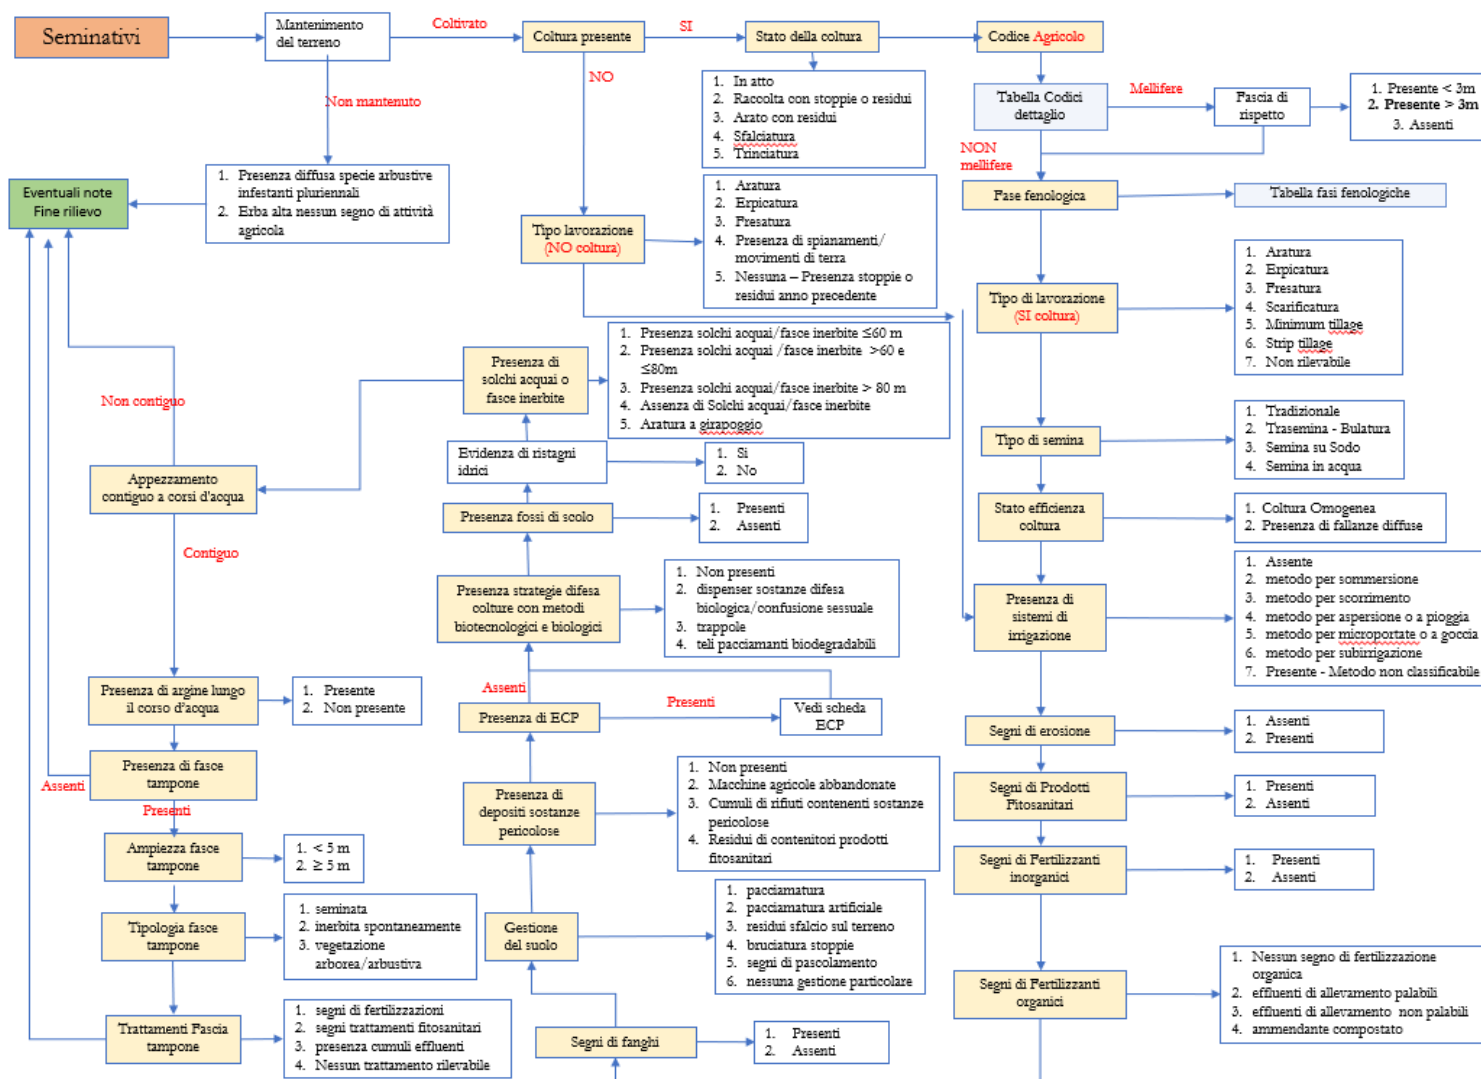 Seminativi
Mantenimento
del terreno
Coltivato
Coltura presente
SI
Stato della coltura
Codice Agricolo
NO
Non mantenuto
1. In atto
2. Raccolta con stoppie o residui
3. Arato con residui
4. Sfalciatura
5. Trinciatura
Tabella Codici
dettaglio
Mellifere
Fascia di
rispetto
1. Presente < 3m
2. Presente > 3m
3. Assenti
NON
mellifere
Eventuali note
Fine rilievo
1. Presenza diffusa specie arbustive
infestanti pluriennali
2. Erba alta nessun segno di attività
agricola
Tipo lavorazione
(NO coltura)
1. Aratura
2. Erpicatura
3. Fresatura
4. Presenza di spianamenti/
movimenti di terra
5. Nessuna – Presenza stoppie o
residui anno precedente
Fase fenologica
Tabella fasi fenologiche
Tipo di lavorazione
(SI coltura)
1. Aratura
2. Erpicatura
3. Fresatura
4. Scarificatura
5. Minimum tillage
6. Strip tillage
7. Non rilevabile
Presenza di
solchi acquai o
fasce inerbite
1. Presenza solchi acquai/fasce inerbite ≤60 m
2. Presenza solchi acquai /fasce inerbite >60 e
≤80m
3. Presenza solchi acquai/fasce inerbite > 80 m
4. Assenza di Solchi acquai/fasce inerbite
5. Aratura a girapoggio
Non contiguo
Evidenza di ristagni
idrici
1. Si
2. No
Tipo di semina
1. Tradizionale
2. Trasemina - Bulatura
3. Semina su Sodo
4. Semina in acqua
Appezzamento
contiguo a corsi d'acqua
Presenza fossi di scolo
1. Presenti
2. Assenti
Stato efficienza
coltura
1. Coltura Omogenea
2. Presenza di fallanze diffuse
Contiguo
Presenza strategie difesa
colture con metodi
biotecnologici e biologici
1. Non presenti
2. dispenser sostanze difesa
biologica/confusione sessuale
3. trappole
4. teli pacciamanti biodegradabili
Presenza di
sistemi di
irrigazione
1. Assente
2. metodo per sommersione
3. metodo per scorrimento
4. metodo per aspersione o a pioggia
5. metodo per microportate o a goccia
6. metodo per subirrigazione
7. Presente - Metodo non classificabile
Presenza di argine lungo
il corso d'acqua
1. Presente
2. Non presente
Assenti
Presenza di ECP
Presenti
Vedi scheda
ECP
Segni di erosione
1. Assenti
2. Presenti
Presenza di fasce
tampone
Assenti
Presenti
Presenza di
depositi sostanze
pericolose
1. Non presenti
2. Macchine agricole abbandonate
3. Cumuli di rifiuti contenenti sostanze
pericolose
4. Residui di contenitori prodotti
fitosanitari
Segni di Prodotti
Fitosanitari
1. Presenti
2. Assenti
Ampiezza fasce
tampone
1. < 5 m
2. ≥ 5 m
Segni di Fertilizzanti
inorganici
1. Presenti
2. Assenti
Tipologia fasce
tampone
1. seminata
2. inerbita spontaneamente
3. vegetazione
arborea/arbustiva
Gestione
del suolo
1. pacciamatura
2. pacciamatura artificiale
3. residui sfalcio sul terreno
4. bruciatura stoppie
5. segni di pascolamento
6. nessuna gestione particolare
Segni di Fertilizzanti
organici
1. Nessun segno di fertilizzazione
organica
2. effluenti di allevamento palabili
3. effluenti di allevamento non palabili
4. ammendante compostato
Trattamenti Fascia
tampone
1. segni di fertilizzazioni
2. segni trattamenti fitosanitari
3. presenza cumuli effluenti
4. Nessun trattamento rilevabile
Segni di fanghi
1. Presenti
2. Assenti